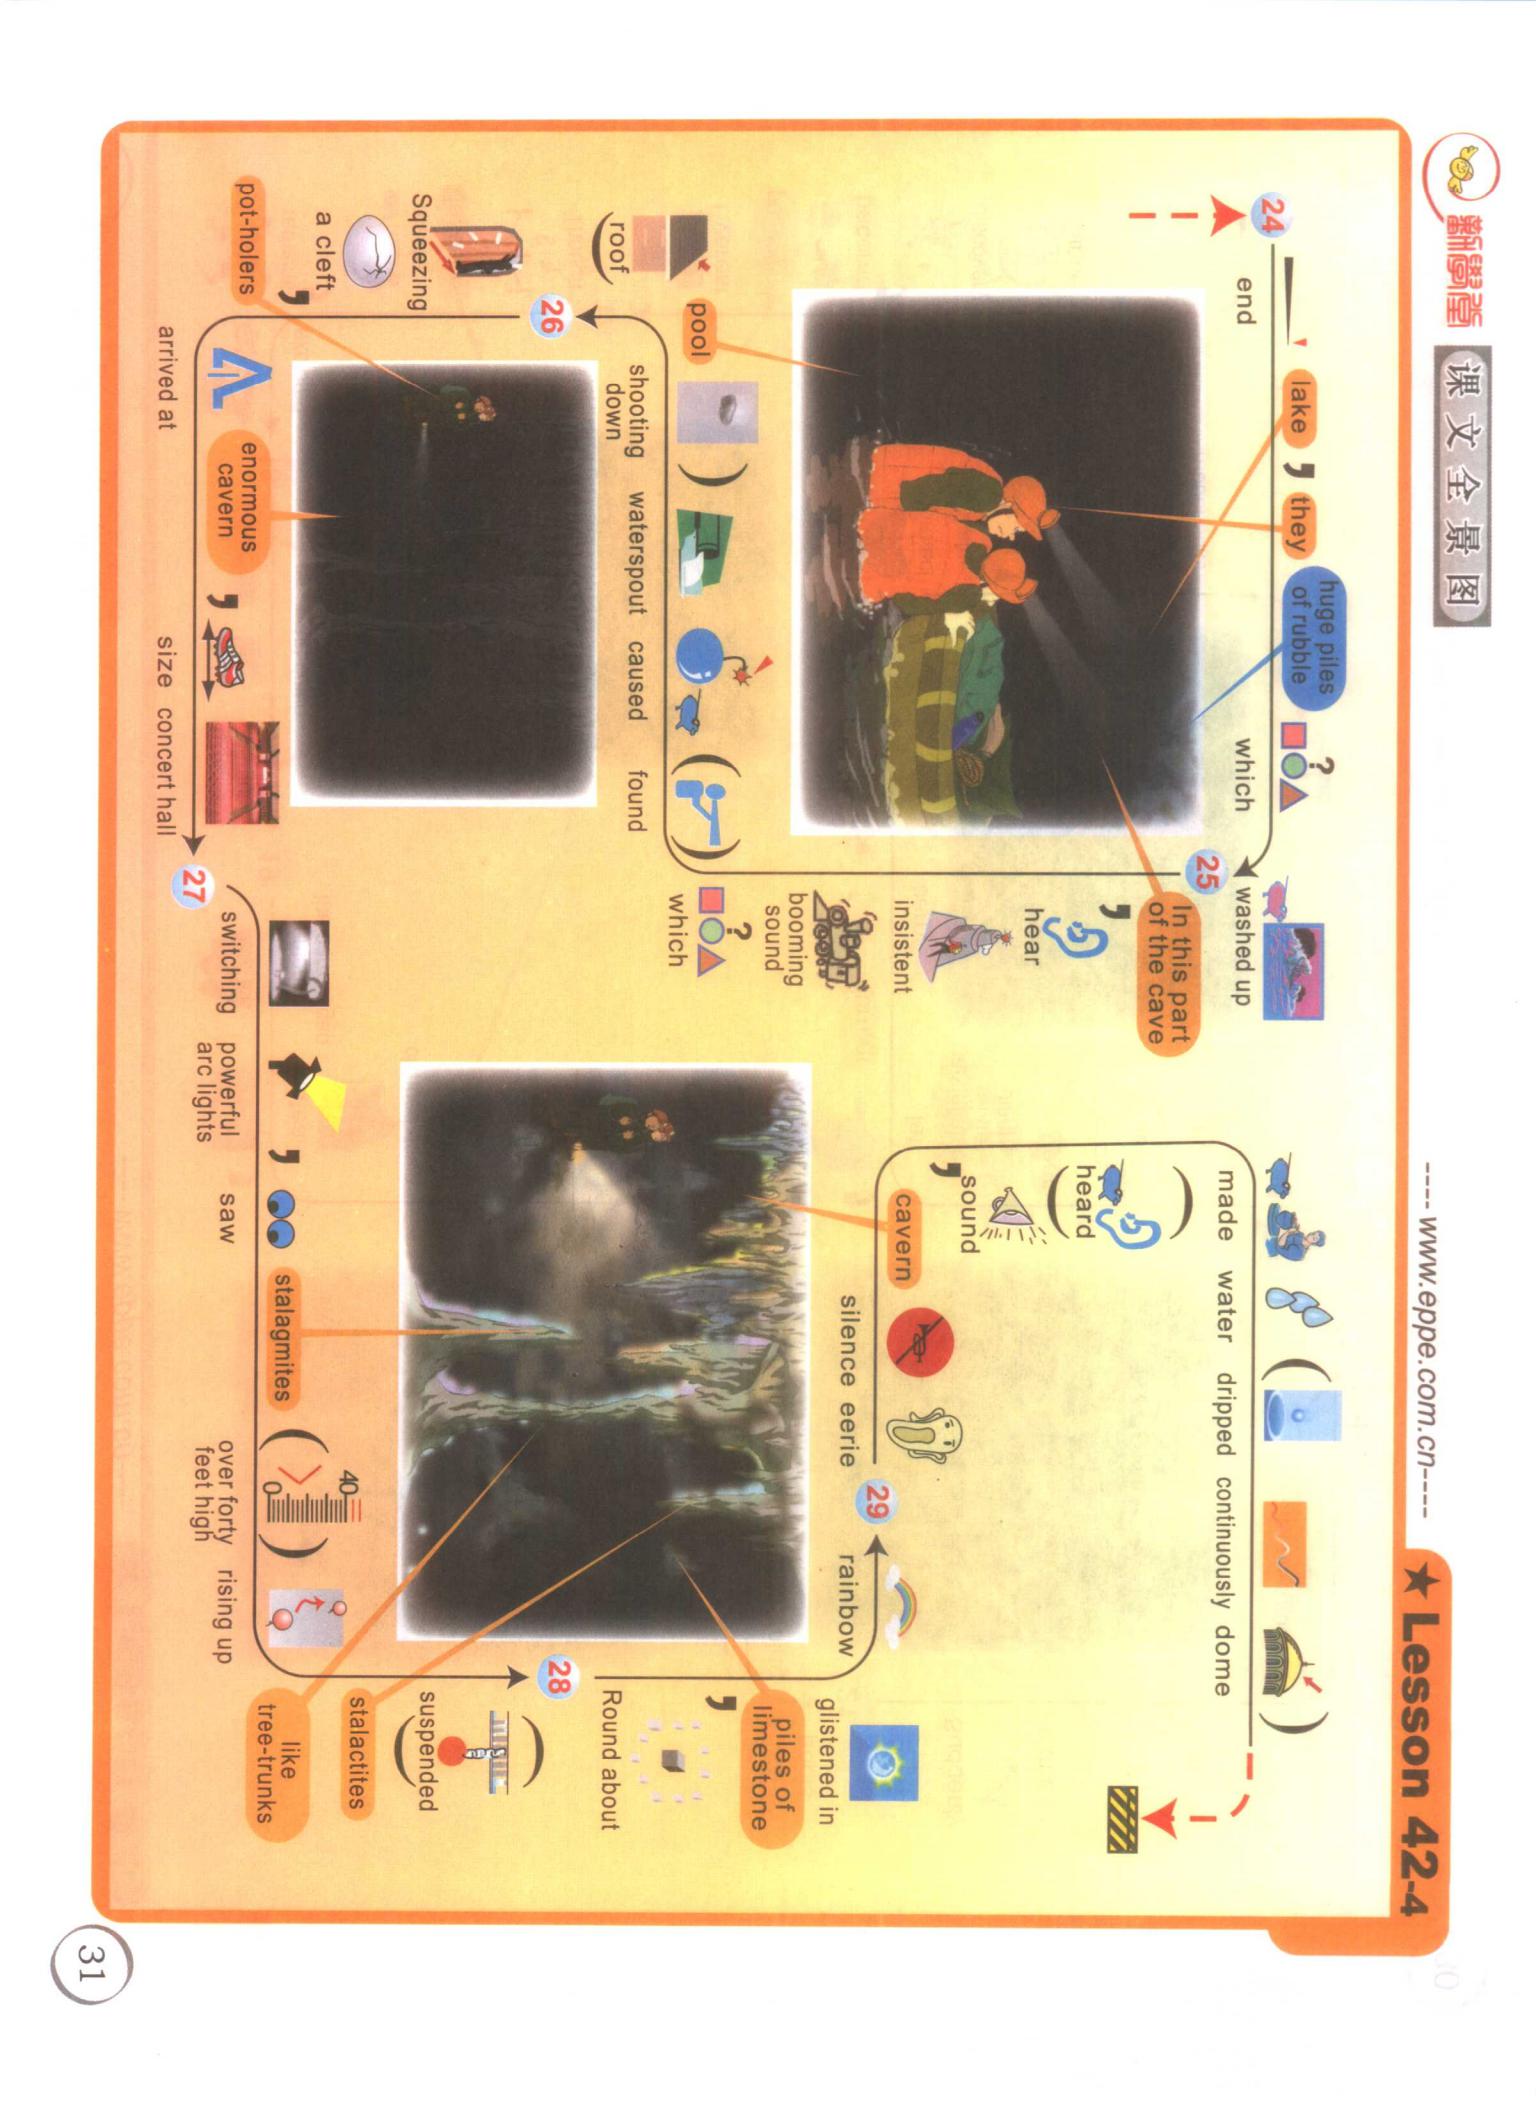 新學堂
课文全景图
---- www.eppe.com.cn----
★ Lesson 42-4
24
end
lake
,
they
huge piles
of rubble
?
which
washed up
25
In this part
of the cave
,
hear
insistent
booming
sound
?
which
found
caused
waterspout
shooting
down
pool
(roof
)
26
Squeezing
a cleft
,
pot-holers
arrived at
enormous
cavern
,
size
concert hall
27
switching
powerful
arc lights
,
saw
stalagmites
40
0
over forty
feet high
rising up
28
like
tree-trunks
stalactites
(suspended
)
Round about
,
piles of
limestone
glistened in
rainbow
29
eerie
silence
cavern
,
sound
(heard
)
made
water
dripped
continuously
dome
31